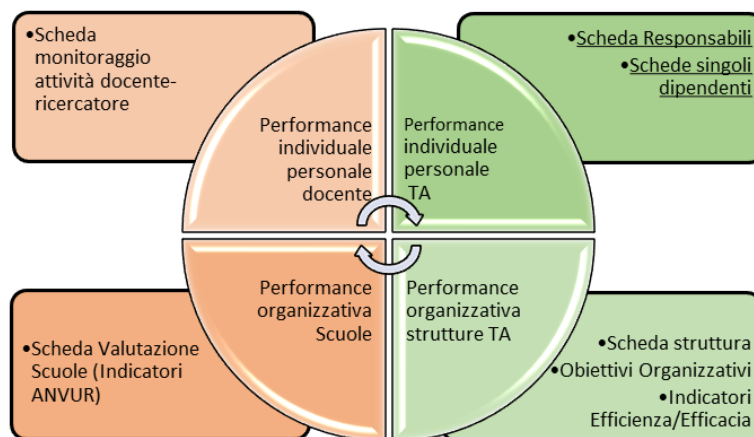 •Scheda
monitoraggio
attività docente-
ricercatore
•Scheda Responsabili
•Schede singoli
dipendenti
Performance
individuale
personale
docente
Performance
individuale
personale
TA
Performance
organizzativa
Scuole
Performance
organizzativa
strutture TA
•Scheda Valutazione
Scuole (Indicatori
ANVUR)
•Scheda struttura
•Obiettivi Organizzativi
•Indicatori
Efficienza/Efficacia